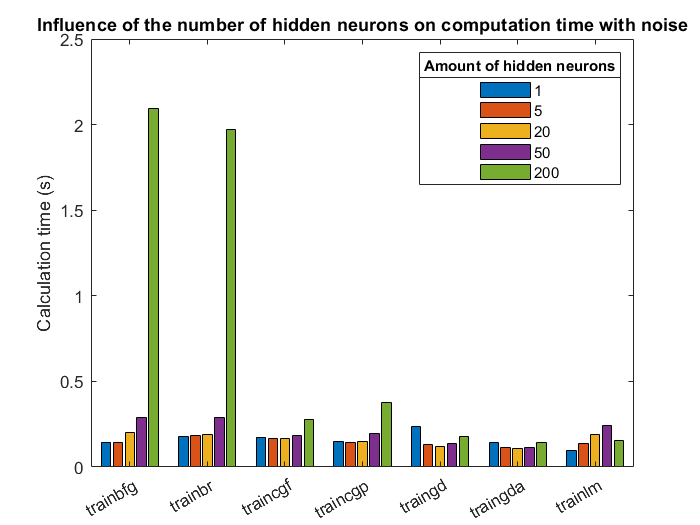 Influence of the number of hidden neurons on computation time with noise
Calculation time (s)
2.5
2
1.5
1
0.5
0
Amount of hidden neurons
1
5
20
50
200
trainbfg
trainbr
traincgf
traincgp
traingd
traingda
trainlm